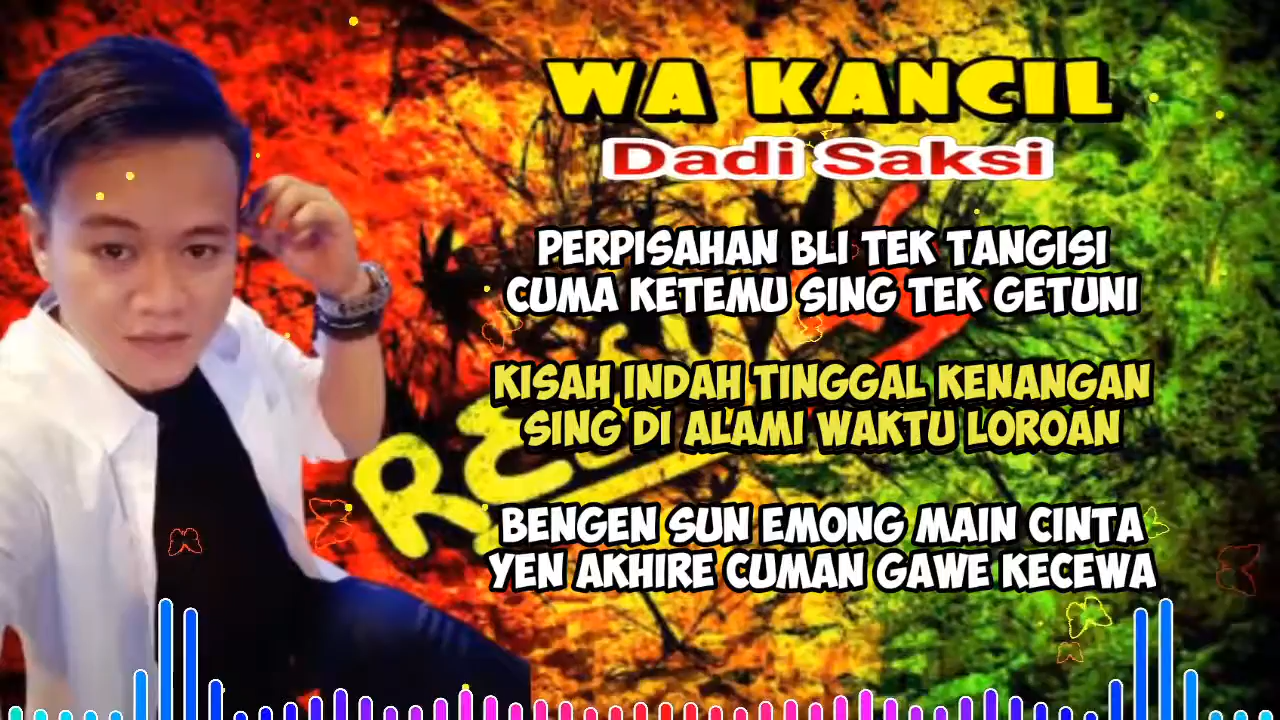 WA KANCIL
Dadi Saksi
PERPISAHAN BLI TEK TANGISI
CUMA KETEMU SING TEK GETUNI
KISAH INDAH TINGGAL KENANGAN
SING DI ALAMI WAKTU LOROAN
BENGEN SUN EMONG MAIN CINTA
YEN AKHIRE CUMAN GAWE KECEWA